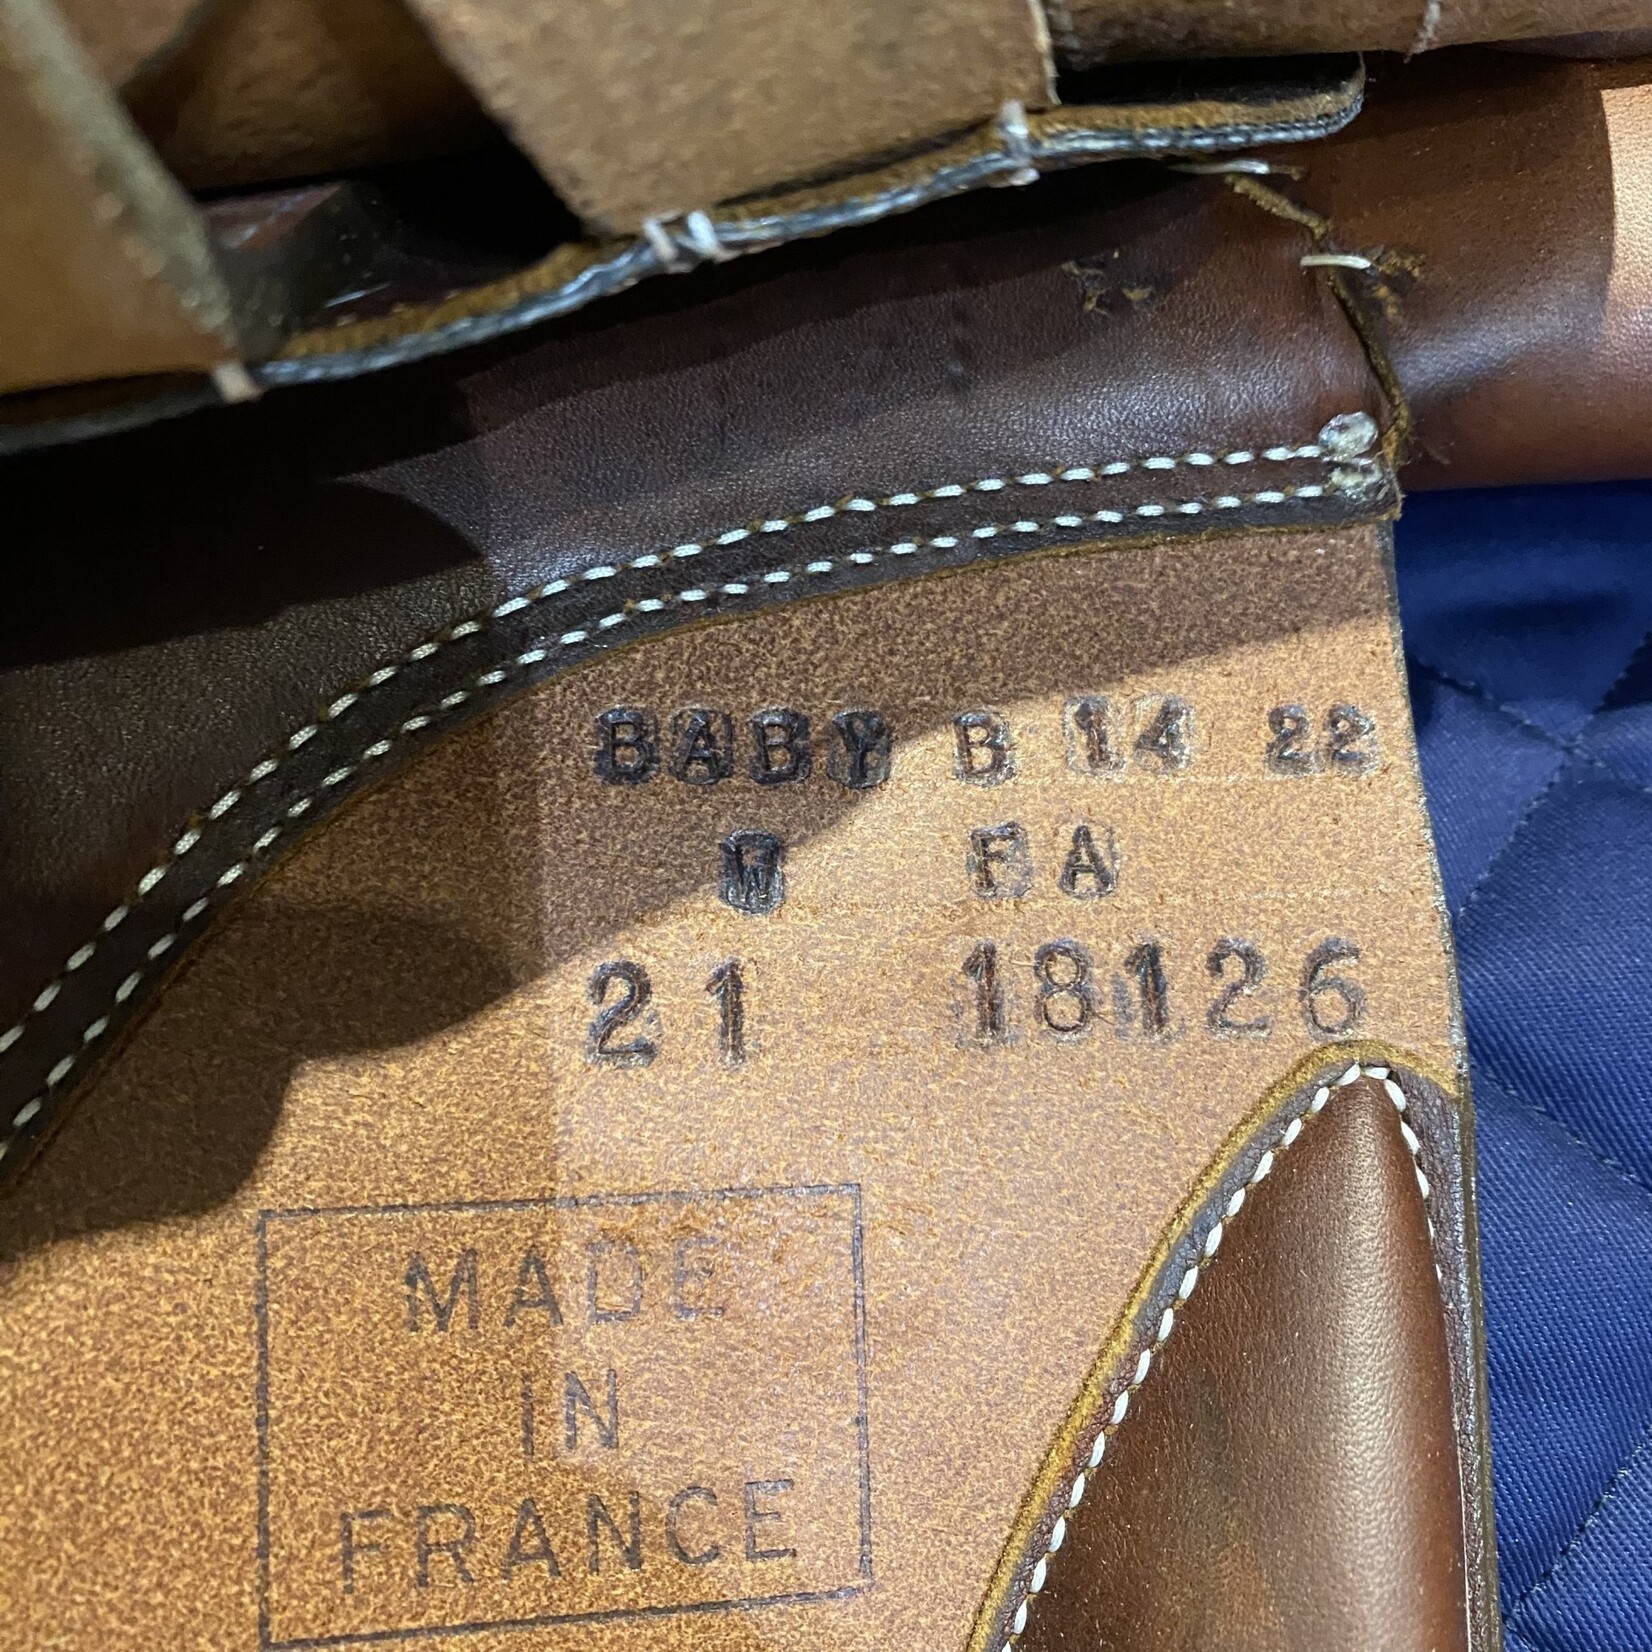 BABY B 14 22
W FA
21 18126
MADE
IN
FRANCE